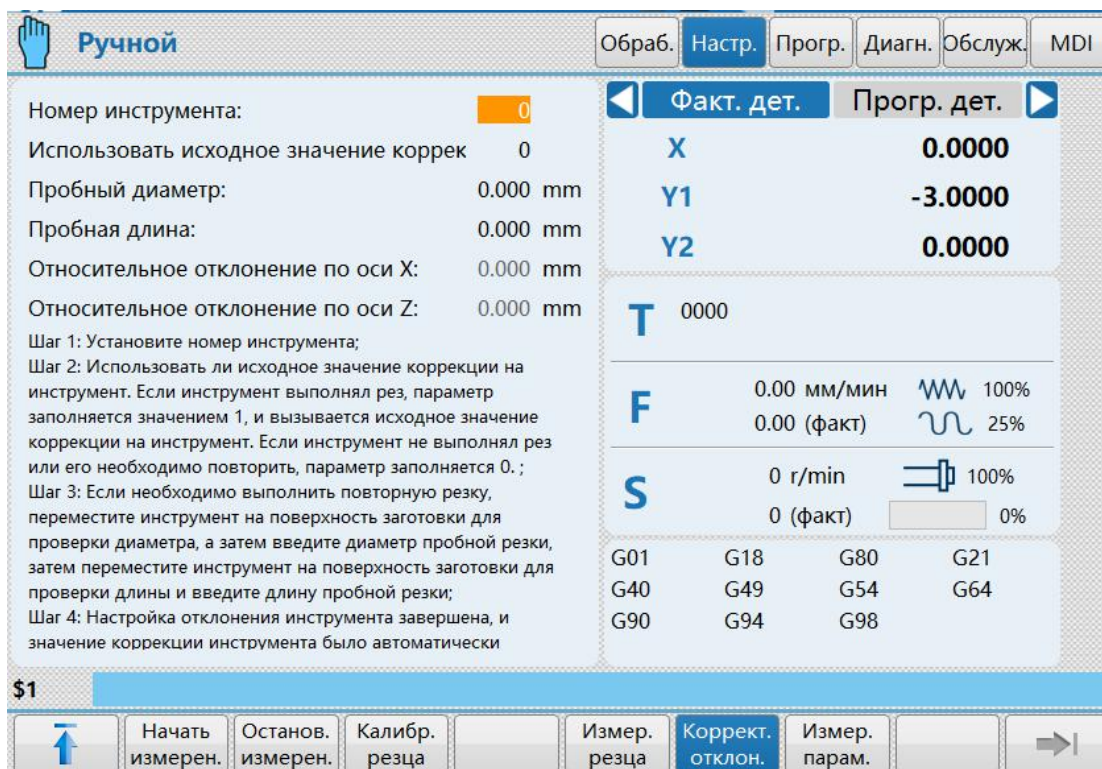 Ручной
Обраб. Настр. Прогр. Диагн. Обслуж. MDI
Номер инструмента: 0
Использовать исходное значение коррек 0
Пробный диаметр: 0.000 mm
Пробная длина: 0.000 mm
Относительное отклонение по оси X: 0.000 mm
Относительное отклонение по оси Z: 0.000 mm
Шаг 1: Установите номер инструмента;
Шаг 2: Использовать ли исходное значение коррекции на
инструмент. Если инструмент выполнял рез, параметр
заполняется значением 1, и вызывается исходное значение
коррекции на инструмент. Если инструмент не выполнял рез
или его необходимо повторить, параметр заполняется 0. ;
Шаг 3: Если необходимо выполнить повторную резку,
переместите инструмент на поверхность заготовки для
проверки диаметра, а затем введите диаметр пробной резки,
затем переместите инструмент на поверхность заготовки для
проверки длины и введите длину пробной резки;
Шаг 4: Настройка отклонения инструмента завершена, и
значение коррекции инструмента было автоматически
Факт. дет. Прогр. дет.
X 0.0000
Y1 -3.0000
Y2 0.0000
T 0000
F 0.00 мм/мин 100%
0.00 (факт) 25%
S 0 r/min 100%
0 (факт) 0%
G01 G18 G80 G21
G40 G49 G54 G64
G90 G94 G98
$1
Начать измерен.
Останов. измерен.
Калибр. резца
Измер. резца
Коррект. отклон.
Измер. парам.